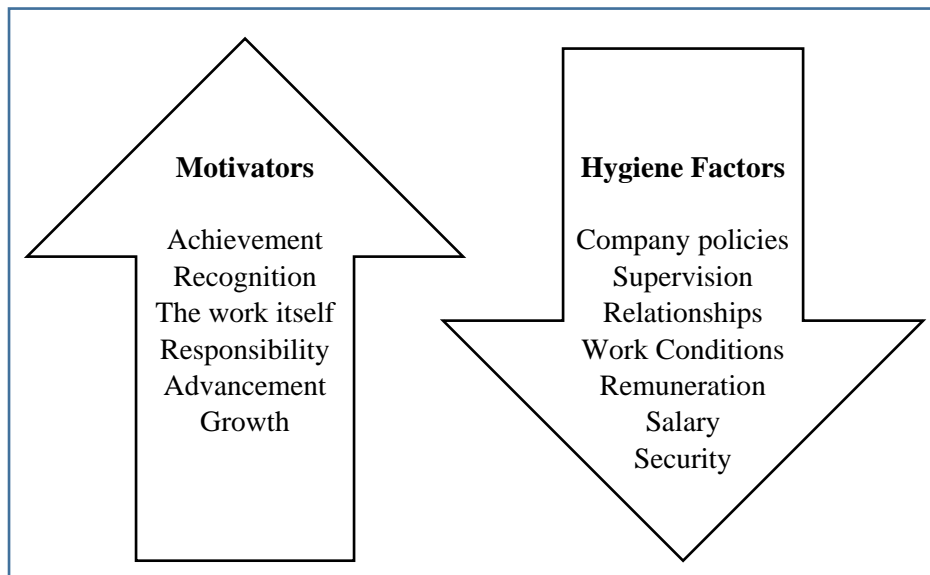 Motivators
Achievement
Recognition
The work itself
Responsibility
Advancement
Growth
Hygiene Factors
Company policies
Supervision
Relationships
Work Conditions
Remuneration
Salary
Security